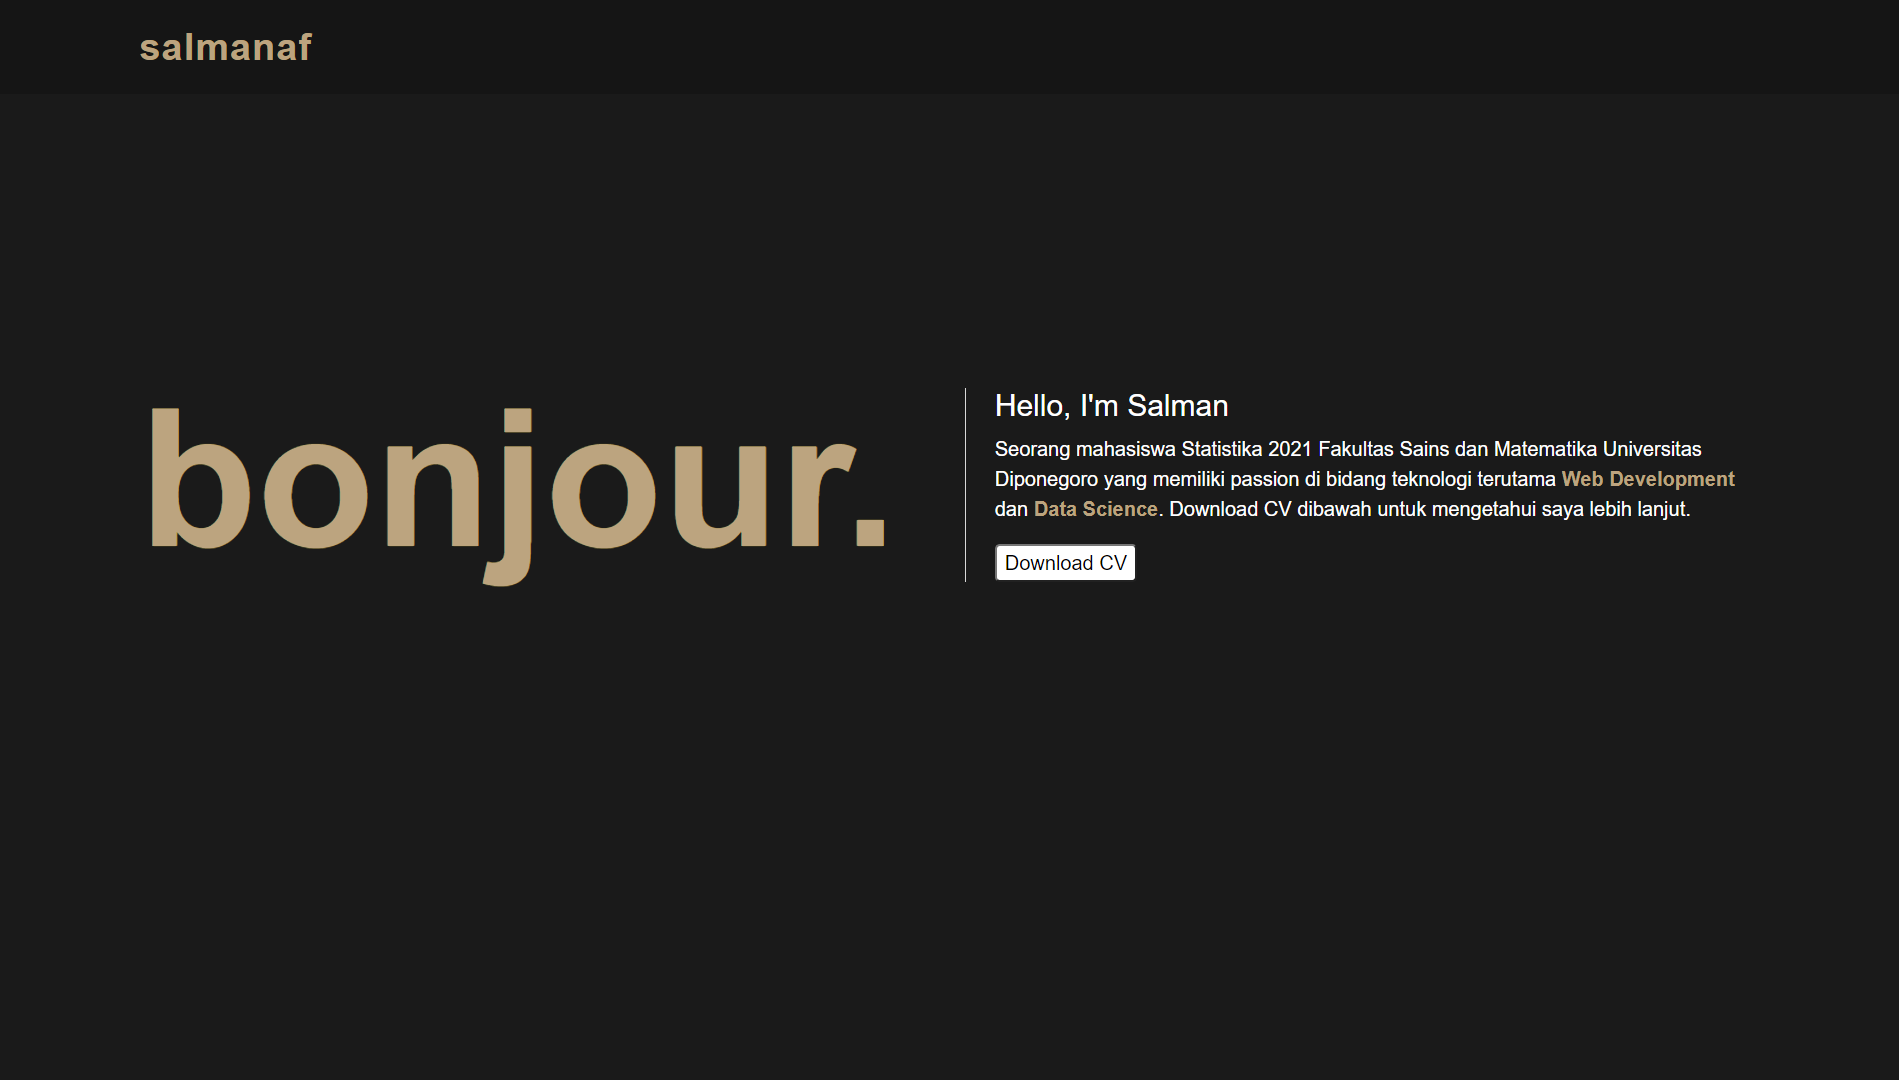 salmanaf
bonjour.
Hello, I'm Salman
Seorang mahasiswa Statistika 2021 Fakultas Sains dan Matematika Universitas
Diponegoro yang memiliki passion di bidang teknologi terutama Web Development
dan Data Science. Download CV dibawah untuk mengetahui saya lebih lanjut.
Download CV